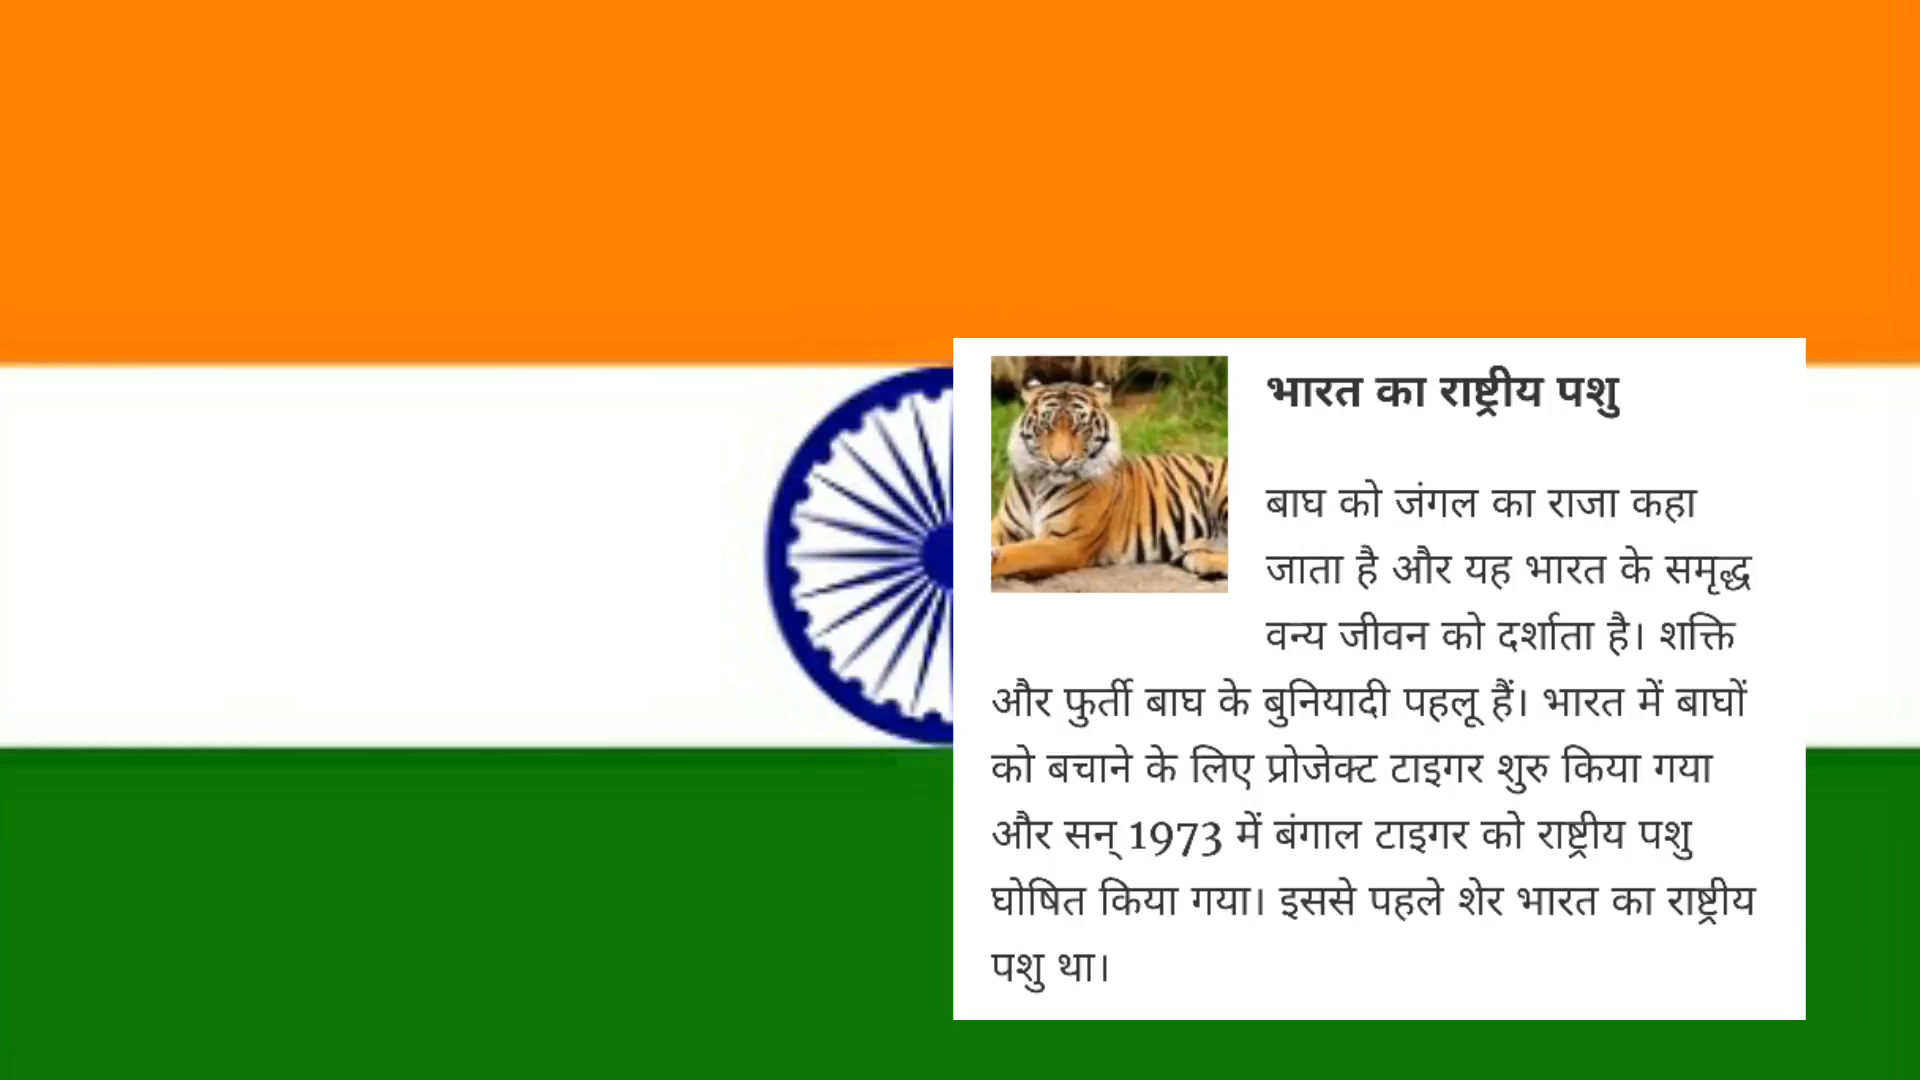 भारत का राष्ट्रीय पशु
बाघ को जंगल का राजा कहा
जाता है और यह भारत के समृद्ध
वन्य जीवन को दर्शाता है। शक्ति
और फुर्ती बाघ के बुनियादी पहलू हैं। भारत में बाघों
को बचाने के लिए प्रोजेक्ट टाइगर शुरु किया गया
और सन् 1973 में बंगाल टाइगर को राष्ट्रीय पशु
घोषित किया गया। इससे पहले शेर भारत का राष्ट्रीय
पशु था।